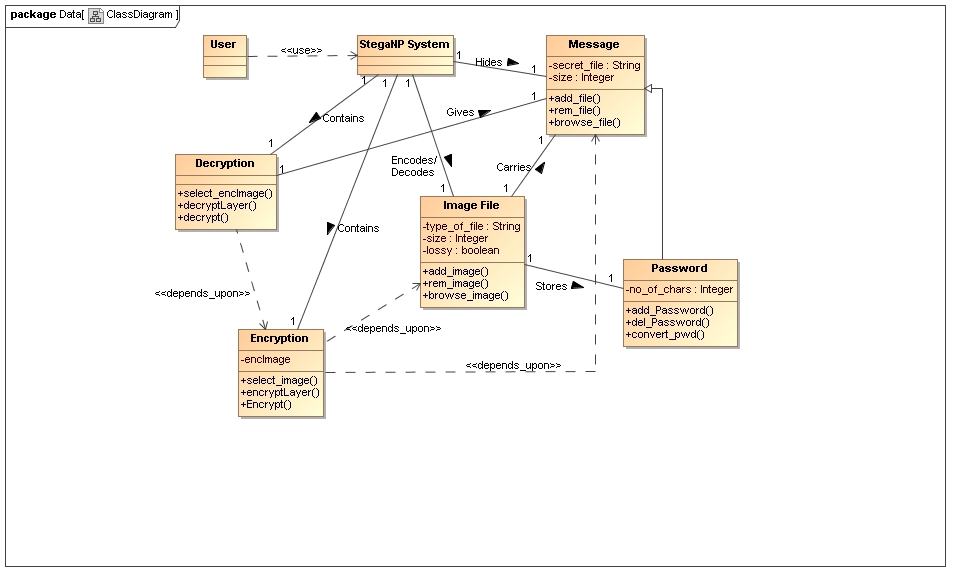 package Data[ ClassDiagram ]
User
<<use>>
StegaNP System
1
Hides
1
Message
-secret_file : String
-size : Integer
+add_file()
+rem_file()
+browse_file()
1
1
1
Contains
1
Gives
1
1
Decryption
+select_encImage()
+decryptLayer()
+decrypt()
Encodes/
Decodes
1
Carries
1
1
Image File
-type_of_file : String
-size : Integer
-lossy : boolean
+add_image()
+rem_image()
+browse_image()
Contains
1
1
Stores
1
Password
-no_of_chars : Integer
+add_Password()
+del_Password()
+convert_pwd()
<<depends_upon>>
<<depends_upon>>
<<depends_upon>>
Encryption
-encImage
+select_image()
+encryptLayer()
+Encrypt()